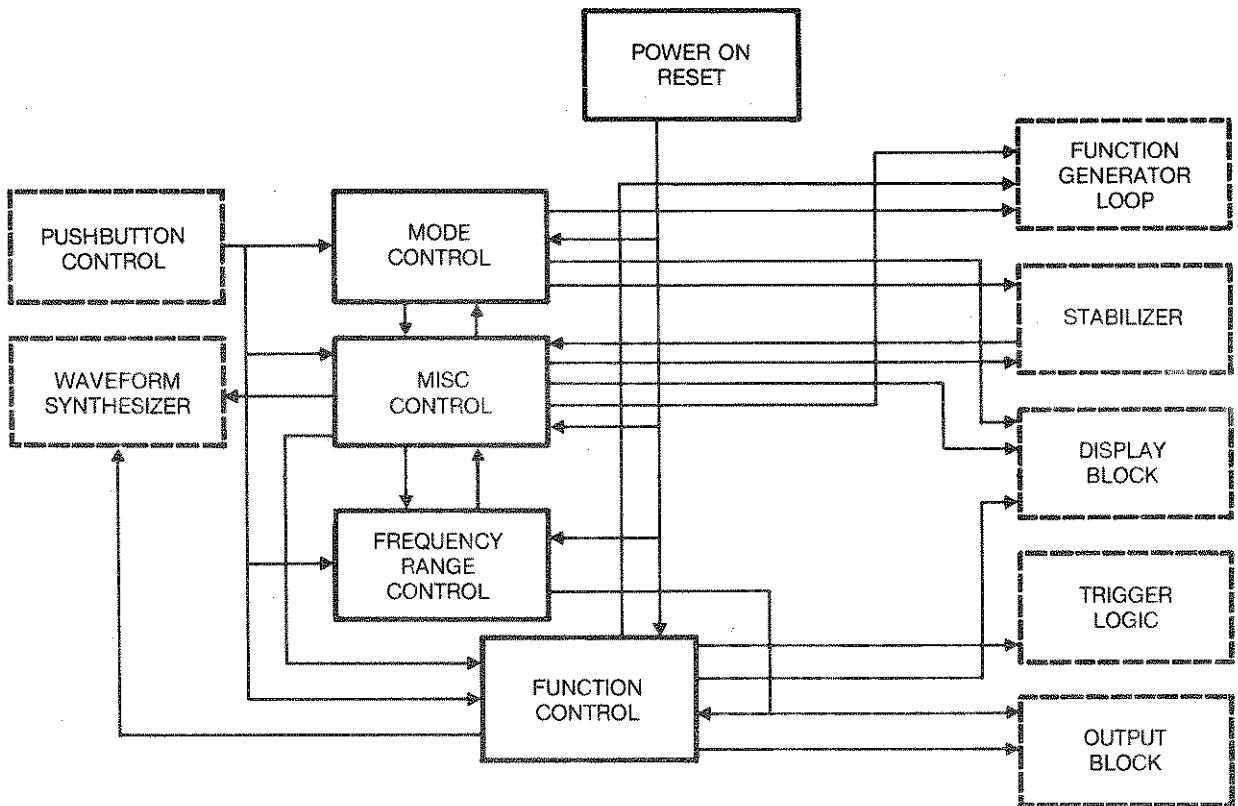 POWER ON
RESET
FUNCTION
GENERATOR
LOOP
PUSHBUTTON
CONTROL
MODE
CONTROL
STABILIZER
WAVEFORM
SYNTHESIZER
MISC
CONTROL
DISPLAY
BLOCK
FREQUENCY
RANGE
CONTROL
TRIGGER
LOGIC
FUNCTION
CONTROL
OUTPUT
BLOCK